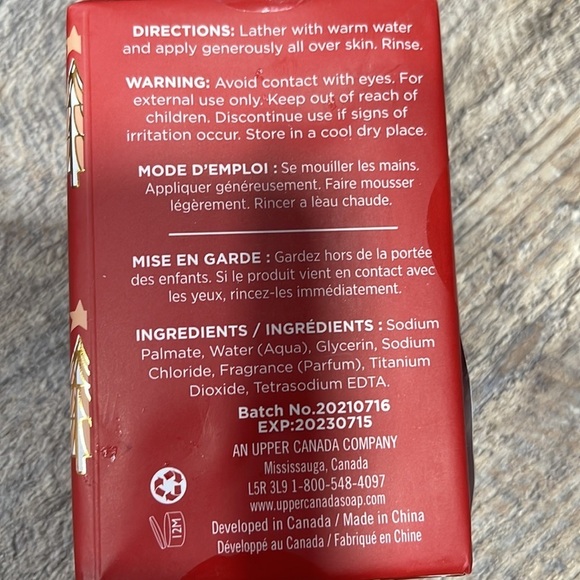 DIRECTIONS: Lather with warm water
and apply generously all over skin. Rinse.
WARNING: Avoid contact with eyes. For
external use only. Keep out of reach of
children. Discontinue use if signs of
irritation occur. Store in a cool dry place.
MODE D'EMPLOI : Se mouiller les mains.
Appliquer généreusement. Faire mousser
légèrement. Rincer a lèau chaude.
MISE EN GARDE : Gardez hors de la portée
des enfants. Si le produit vient en contact avec
les yeux, rincez-les immédiatement.
INGREDIENTS / INGRÉDIENTS : Sodium
Palmate, Water (Aqua), Glycerin, Sodium
Chloride, Fragrance (Parfum), Titanium
Dioxide, Tetrasodium EDTA.
Batch No.20210716
EXP:20230715
AN UPPER CANADA COMPANY
Mississauga, Canada
L5R 3L9 1-800-548-4097
www.uppercanadasoap.com
Developed in Canada / Made in China
Développé au Canada / Fabriqué en Chine
12M